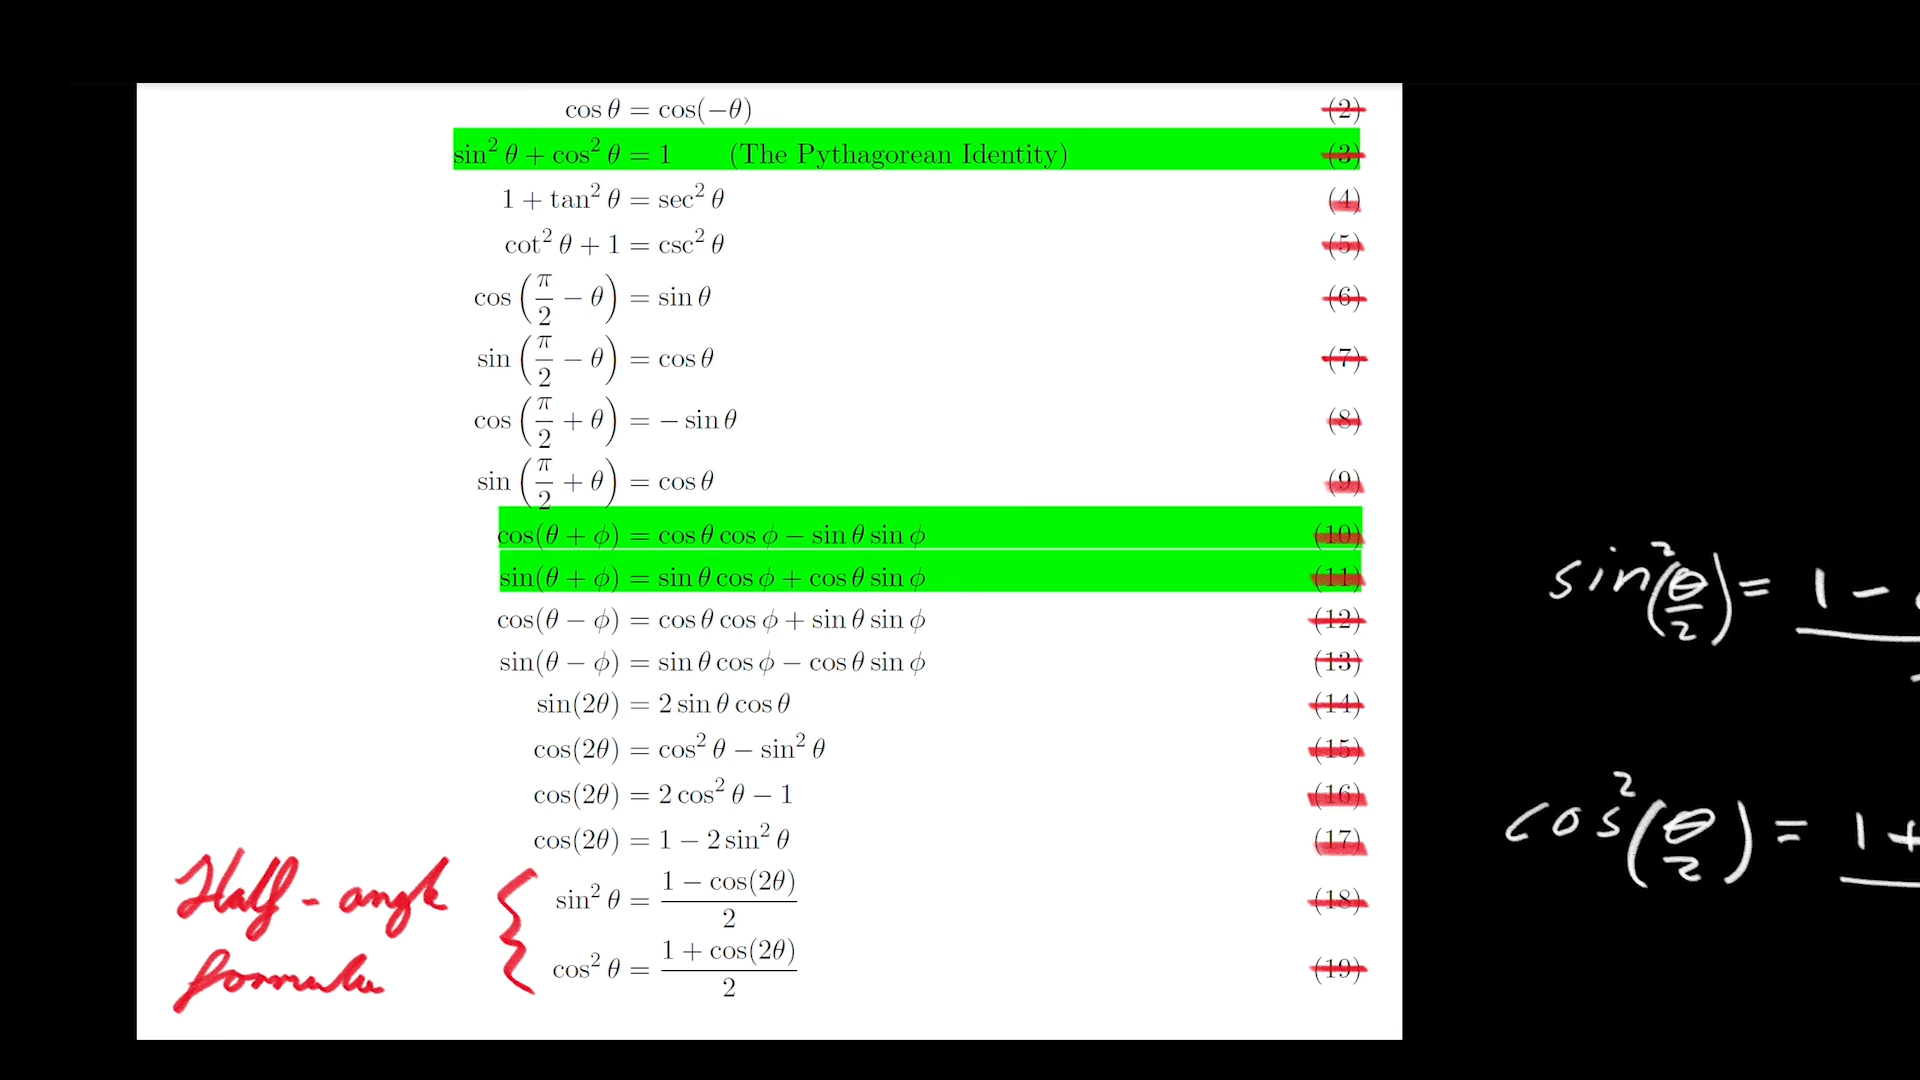 cos θ = cos(−θ) (2)
sin² θ + cos² θ = 1 (The Pythagorean Identity) (3)
1 + tan² θ = sec² θ (4)
cot² θ + 1 = csc² θ (5)
cos (π/2 − θ) = sin θ (6)
sin (π/2 − θ) = cos θ (7)
cos (π/2 + θ) = − sin θ (8)
sin (π/2 + θ) = cos θ (9)
cos(θ + ϕ) = cos θ cos ϕ − sin θ sin ϕ (10)
sin(θ + ϕ) = sin θ cos ϕ + cos θ sin ϕ (11)
cos(θ − ϕ) = cos θ cos ϕ + sin θ sin ϕ (12)
sin(θ − ϕ) = sin θ cos ϕ − cos θ sin ϕ (13)
sin(2θ) = 2 sin θ cos θ (14)
cos(2θ) = cos² θ − sin² θ (15)
cos(2θ) = 2 cos² θ − 1 (16)
cos(2θ) = 1 − 2 sin² θ (17)
sin² θ = (1 − cos(2θ))/2 (18)
cos² θ = (1 + cos(2θ))/2 (19)
Half-angle
formula
sin²(θ/2) = 1 −
cos²(θ/2) = 1 +